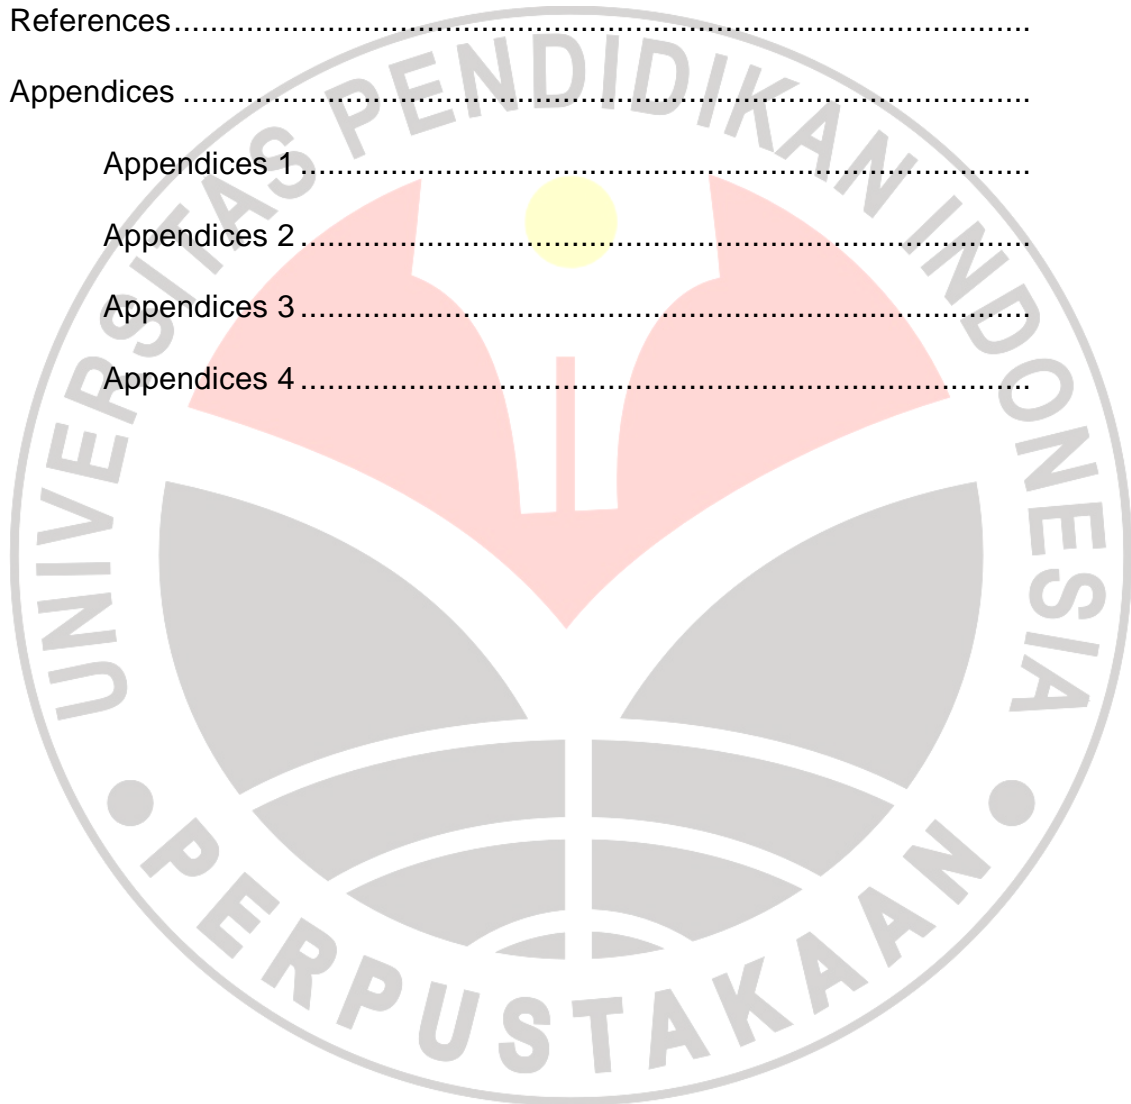 References................................................................................................
Appendices ...............................................................................................
Appendices 1 .................................................................................
Appendices 2 .................................................................................
Appendices 3 .................................................................................
Appendices 4 .................................................................................
UNIVERSITAS PENDIDIKAN INDONESIA
PERPUSTAKAAN